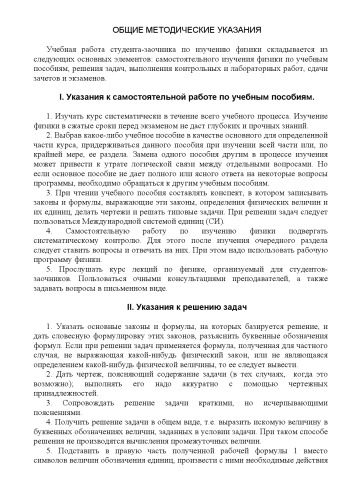 ОБЩИЕ МЕТОДИЧЕСКИЕ УКАЗАНИЯ
Учебная работа студента-заочника по изучению физики складывается из
следующих основных элементов: самостоятельного изучения физики по учебным
пособиям, решения задач, выполнения контрольных и лабораторных работ, сдачи
зачетов и экзаменов.
I. Указания к самостоятельной работе по учебным пособиям.
1. Изучать курс систематически в течение всего учебного процесса. Изучение
физики в сжатые сроки перед экзаменом не даст глубоких и прочных знаний.
2. Выбрав какое-либо учебное пособие в качестве основного для определенной
части курса, придерживаться данного пособия при изучении всей части или, по
крайней мере, ее раздела. Замена одного пособия другим в процессе изучения
может привести к утрате логической связи между отдельными вопросами. Но
если основное пособие не дает полного или ясного ответа на некоторые вопросы
программы, необходимо обращаться к другим учебным пособиям.
3. При чтении учебного пособия составлять конспект, в котором записывать
законы и формулы, выражающие эти законы, определения физических величин и
их единиц, делать чертежи и решать типовые задачи. При решении задач следует
пользоваться Международной системой единиц (СИ).
4. Самостоятельную работу по изучению физики подвергать
систематическому контролю. Для этого после изучения очередного раздела
следует ставить вопросы и отвечать на них. При этом надо использовать рабочую
программу физики.
5. Прослушать курс лекций по физике, организуемый для студентов-
заочников. Пользоваться очными консультациями преподавателей, а также
задавать вопросы в письменном виде.
II. Указания к решению задач
1. Указать основные законы и формулы, на которых базируется решение, и
дать словесную формулировку этих законов, разъяснить буквенные обозначения
формул. Если при решении задач применяется формула, полученная для частного
случая, не выражающая какой-нибудь физический закон, или не являющаяся
определением какой-нибудь физической величины, то ее следует вывести.
2. Дать чертеж, поясняющий содержание задачи (в тех случаях, когда это
возможно); выполнять его надо аккуратно с помощью чертежных
принадлежностей.
3. Сопровождать решение задачи краткими, но исчерпывающими
пояснениями.
4. Получить решение задачи в общем виде, т.е. выразить искомую величину в
буквенных обозначениях величин, заданных в условии задачи. При таком способе
решения не производятся вычисления промежуточных величин.
5. Подставить в правую часть полученной рабочей формулы 1 вместо
символов величин обозначения единиц, произвести с ними необходимые действия